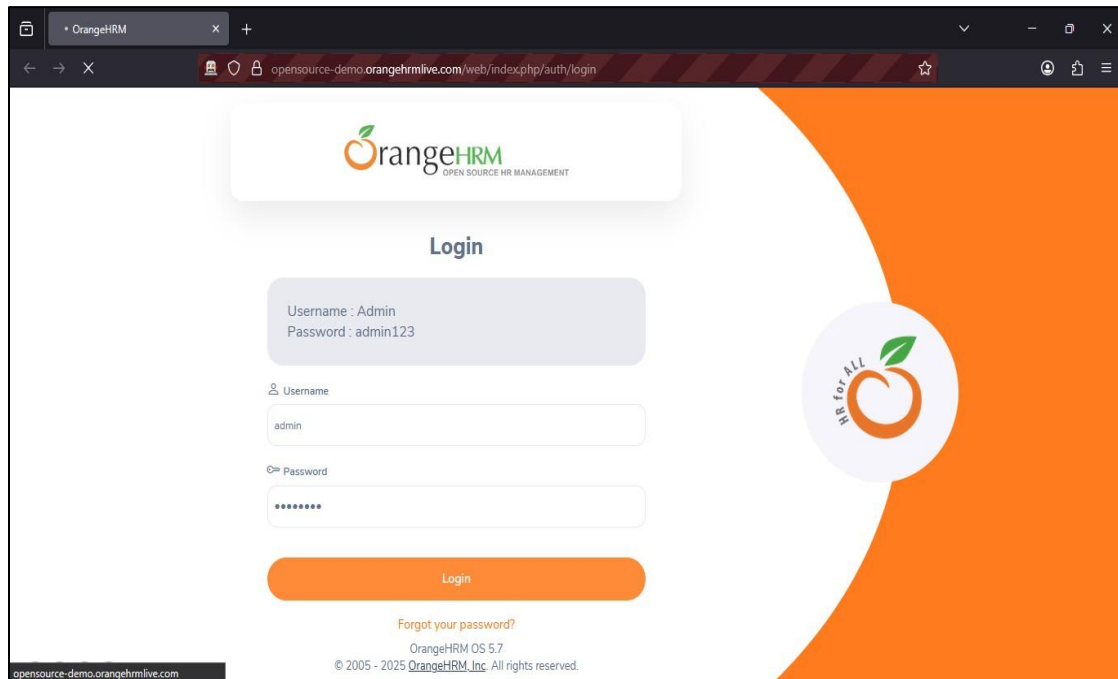 OrangeHRM
opensource-demo.orangehrmlive.com/web/index.php/auth/login
OrangeHRM
OPEN SOURCE HR MANAGEMENT
Login
Username : Admin
Password : admin123
Username
admin
Password
Login
Forgot your password?
OrangeHRM OS 5.7
© 2005 - 2025 OrangeHRM, Inc. All rights reserved.
HR for ALL
opensource-demo.orangehrmlive.com